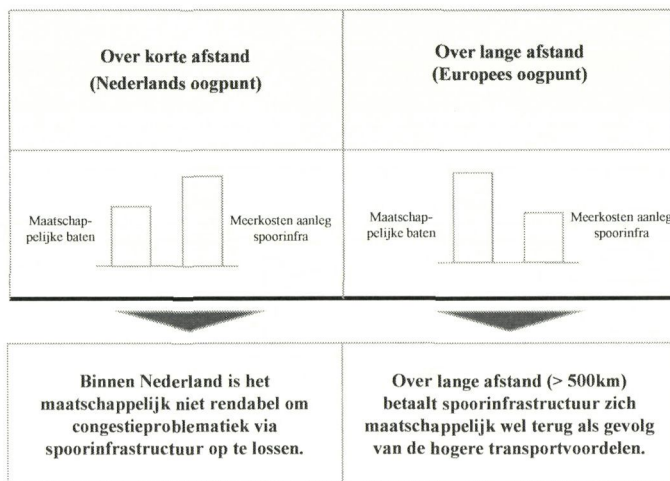 Over korte afstand
(Nederlands oogpunt)
Over lange afstand
(Europees oogpunt)
Maatschap-
pelijke baten
Meerkosten aanleg
spoorinfra
Maatschap-
pelijke baten
Meerkosten aanleg
spoorinfra
Binnen Nederland is het
maatschappelijk niet rendabel om
congestieproblematiek via
spoorinfrastructuur op te lossen.
Over lange afstand (> 500km)
betaalt spoorinfrastructuur zich
maatschappelijk wel terug als gevolg
van de hogere transportvoordelen.